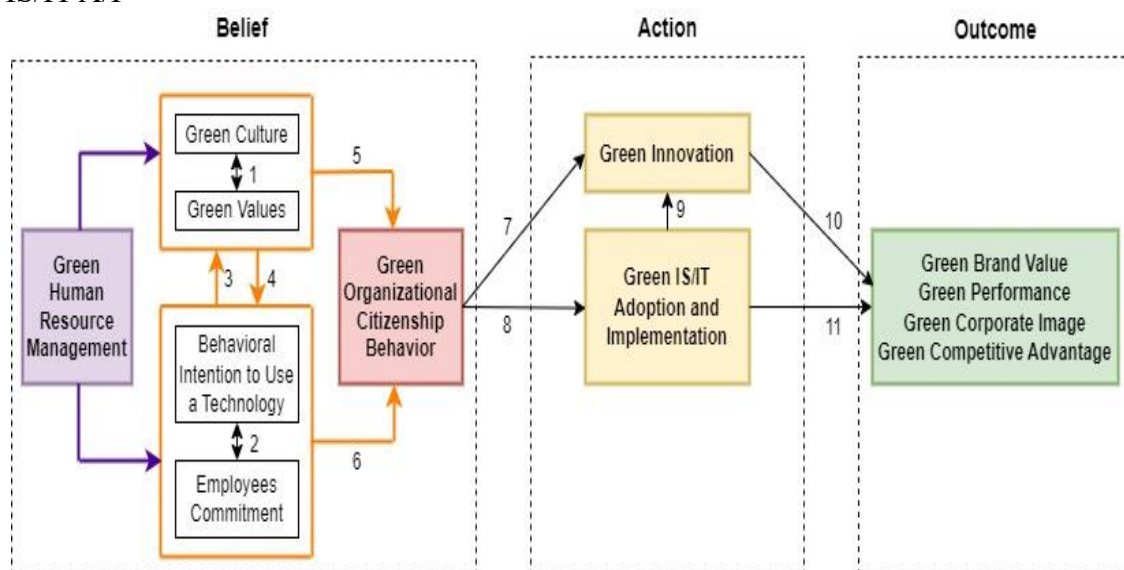 Belief
Action
Outcome
Green Culture
1
Green Values
5
Green
Human
Resource
Management
3
4
Green
Organizational
Citizenship
Behavior
Behavioral
Intention to Use
a Technology
2
Employees
Commitment
6
7
8
Green Innovation
9
Green IS/IT
Adoption and
Implementation
10
11
Green Brand Value
Green Performance
Green Corporate Image
Green Competitive Advantage